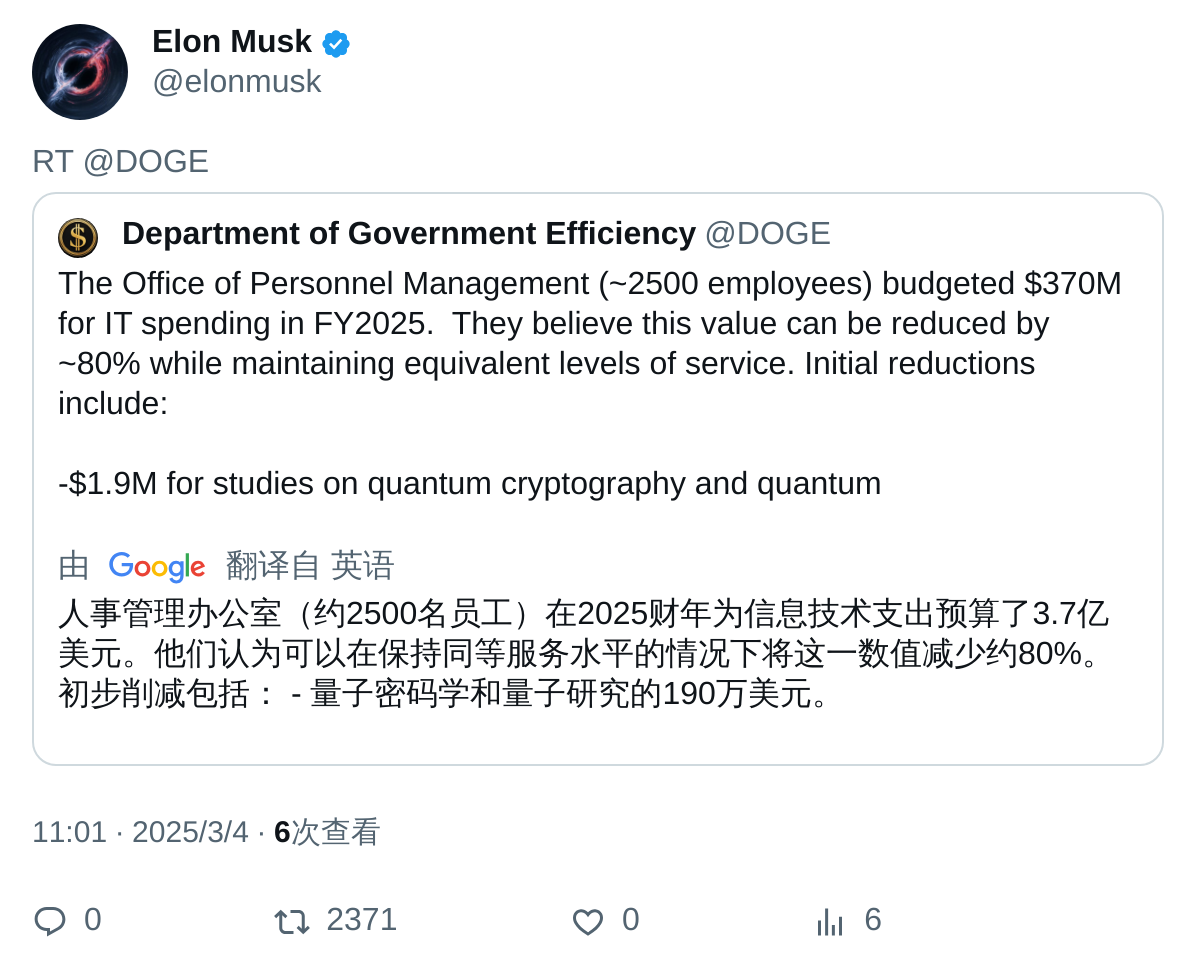 Elon Musk
@elonmusk
RT @DOGE
Department of Government Efficiency @DOGE
The Office of Personnel Management (~2500 employees) budgeted $370M
for IT spending in FY2025.  They believe this value can be reduced by
~80% while maintaining equivalent levels of service. Initial reductions
include:
-$1.9M for studies on quantum cryptography and quantum
由 Google 翻译自 英语
人事管理办公室（约2500名员工）在2025财年为信息技术支出预算了3.7亿
美元。他们认为可以在保持同等服务水平的情况下将这一数值减少约80%。
初步削减包括： - 量子密码学和量子研究的190万美元。
11:01 · 2025/3/4 · 6次查看
0 2371 0 6